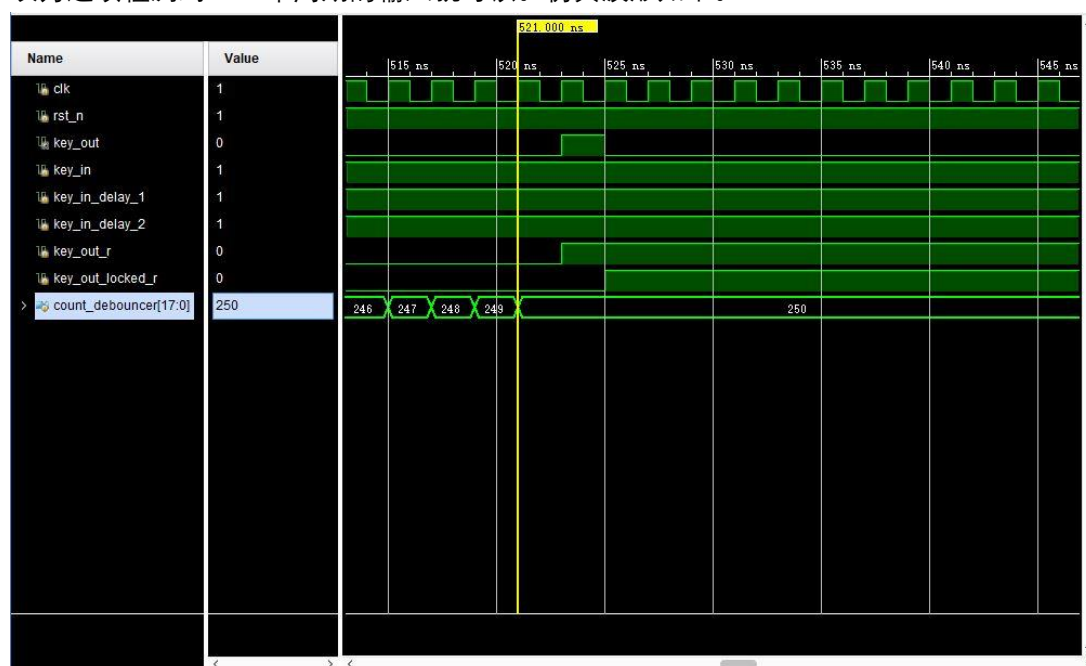 521.000 ns
Name Value
515 ns 520 ns 525 ns 530 ns 535 ns 540 ns 545 ns
clk 1
rst_n 1
key_out 0
key_in 1
key_in_delay_1 1
key_in_delay_2 1
key_out_r 0
key_out_locked_r 0
count_debouncer[17:0] 250 246 247 248 249 250